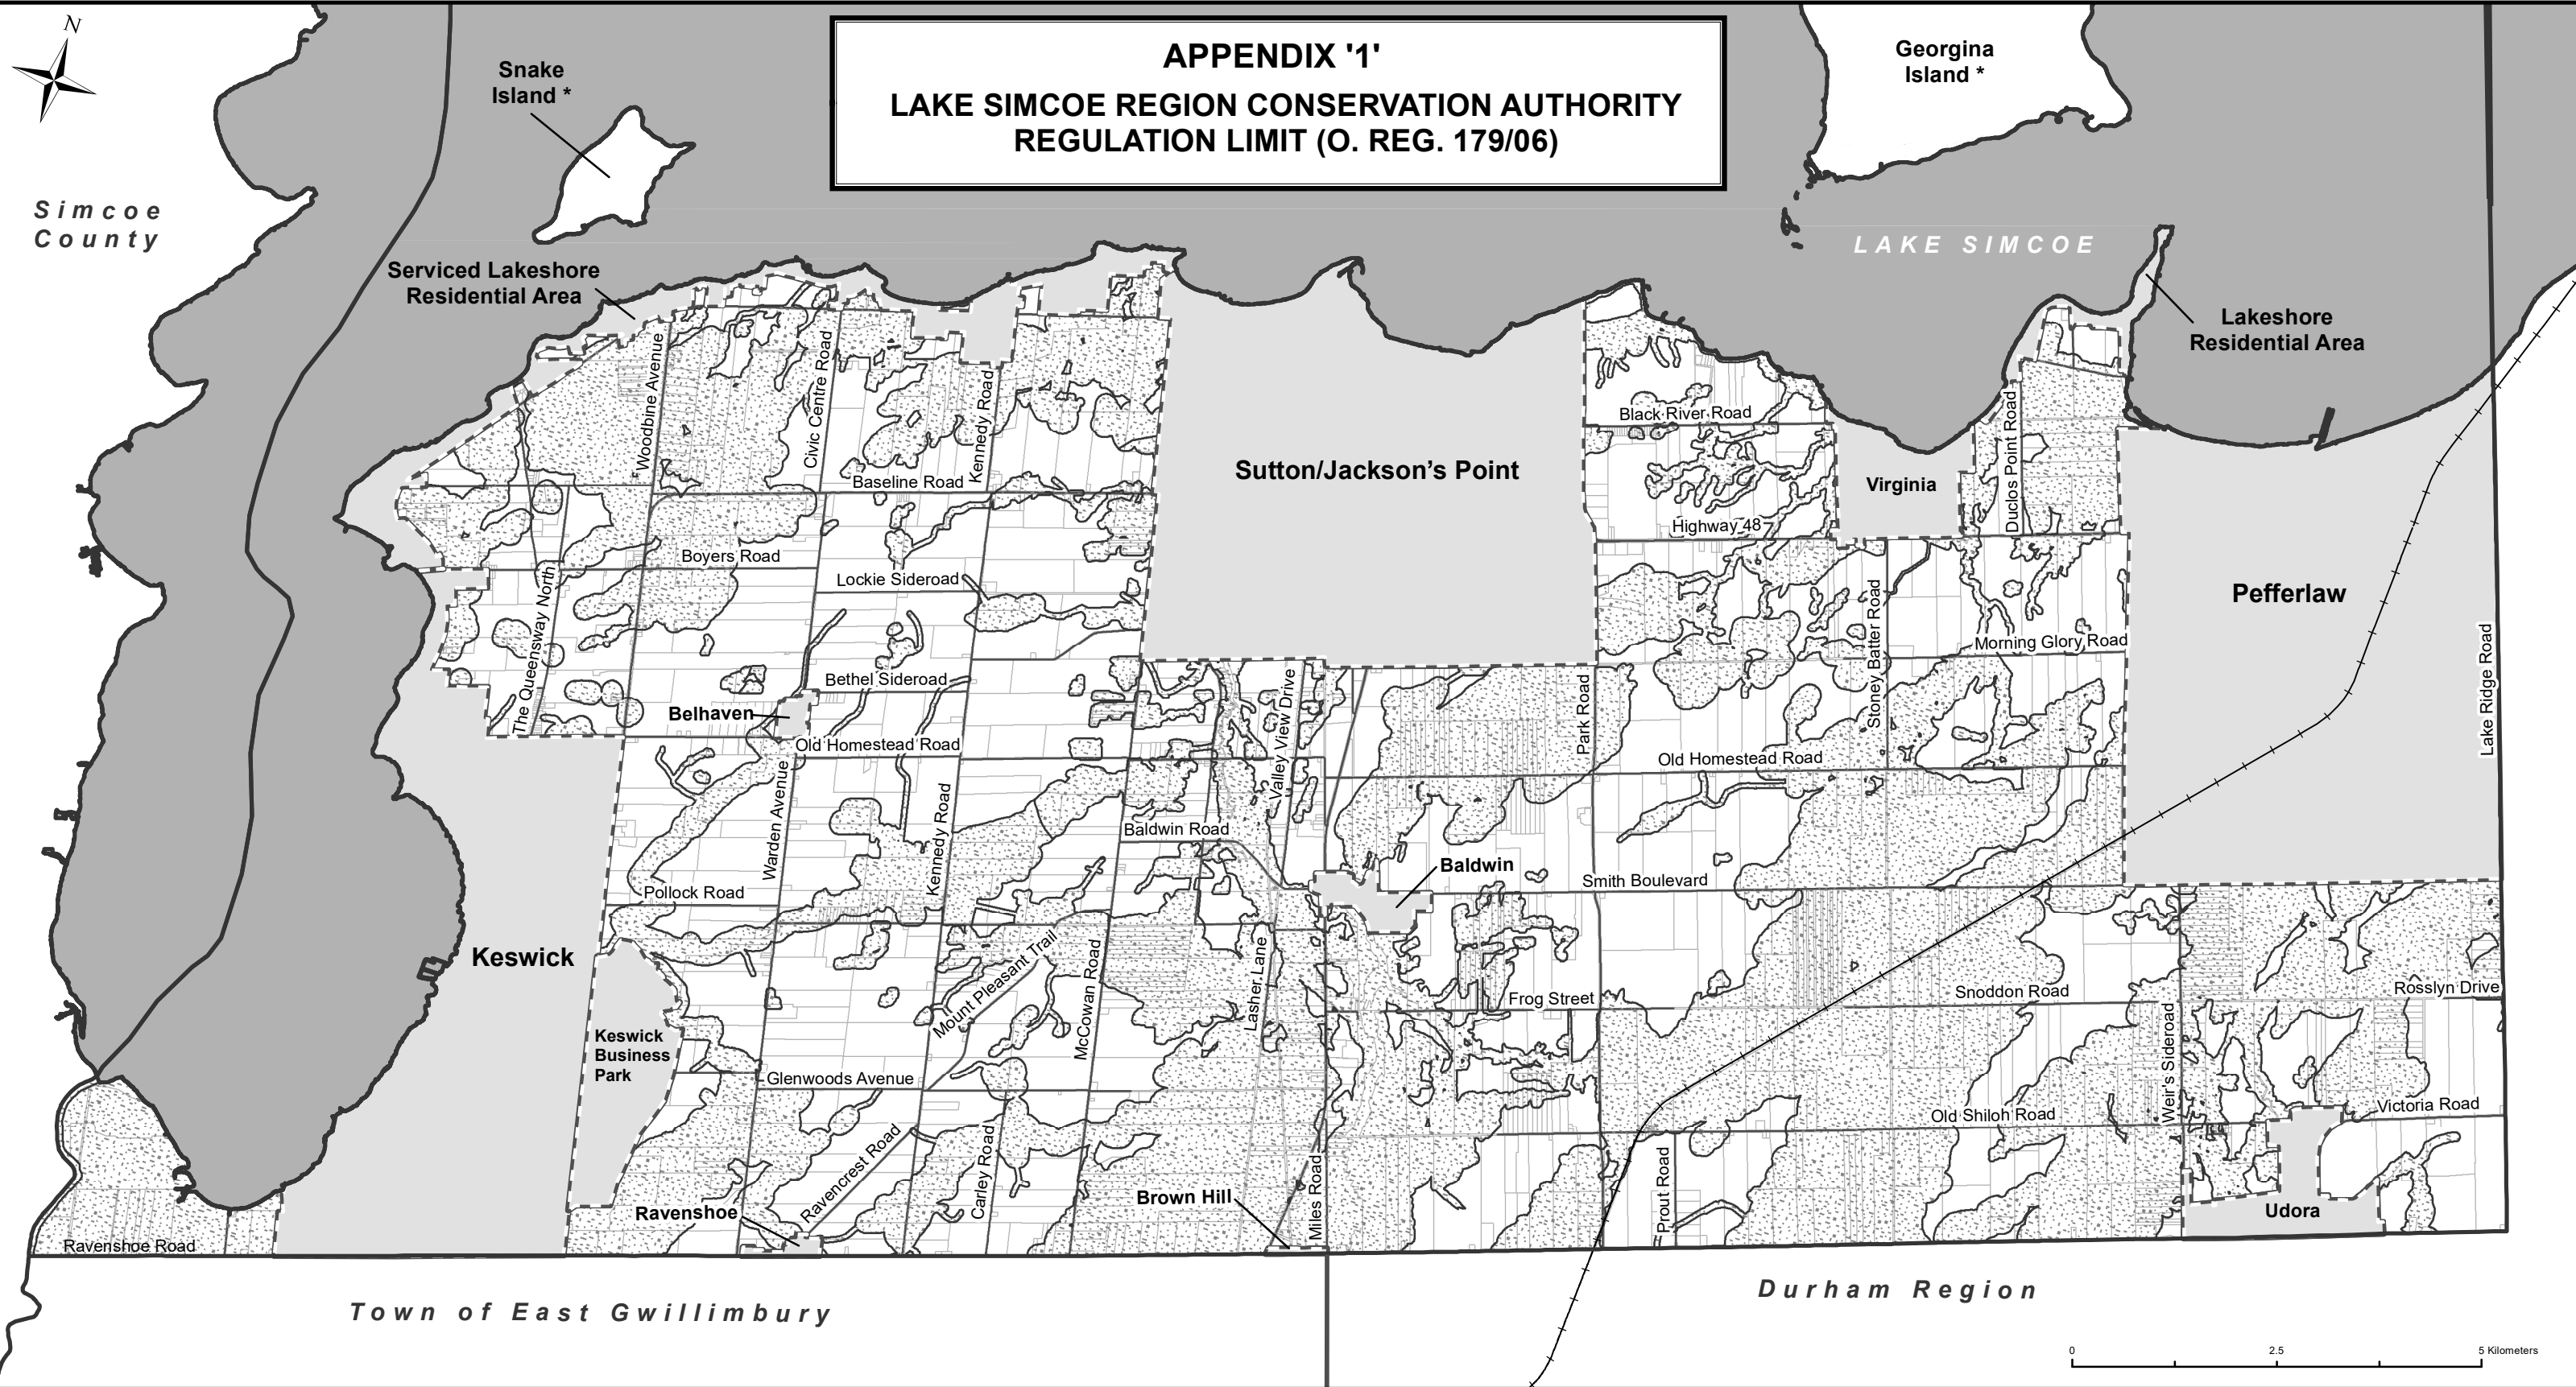 N
APPENDIX '1'
LAKE SIMCOE REGION CONSERVATION AUTHORITY
REGULATION LIMIT (O. REG. 179/06)
Georgina
Island *
Snake
Island *
Simcoe
County
LAKE SIMCOE
Serviced Lakeshore
Residential Area
Lakeshore
Residential Area
Woodbine Avenue
Civic Centre Road
Kennedy Road
Baseline Road
Sutton/Jackson's Point
Black River Road
Virginia
Duclos Point Road
Highway 48
Boyers Road
Lockie Sideroad
The Queensway North
Pefferlaw
Stoney Batter Road
Morning Glory Road
Lake Ridge Road
Bethel Sideroad
Belhaven
Old Homestead Road
Valley View Drive
Park Road
Old Homestead Road
Warden Avenue
Kennedy Road
Baldwin Road
Baldwin
Smith Boulevard
Pollock Road
Keswick
Mount Pleasant Trail
McCowan Road
Lasher Lane
Frog Street
Snoddon Road
Rosslyn Drive
Keswick
Business
Park
Glenwoods Avenue
Weir's Sideroad
Old Shiloh Road
Victoria Road
Ravencrest Road
Carley Road
Miles Road
Prout Road
Brown Hill
Ravenshoe
Udora
Ravenshoe Road
Town of East Gwillimbury
Durham Region
0 2.5 5 Kilometers